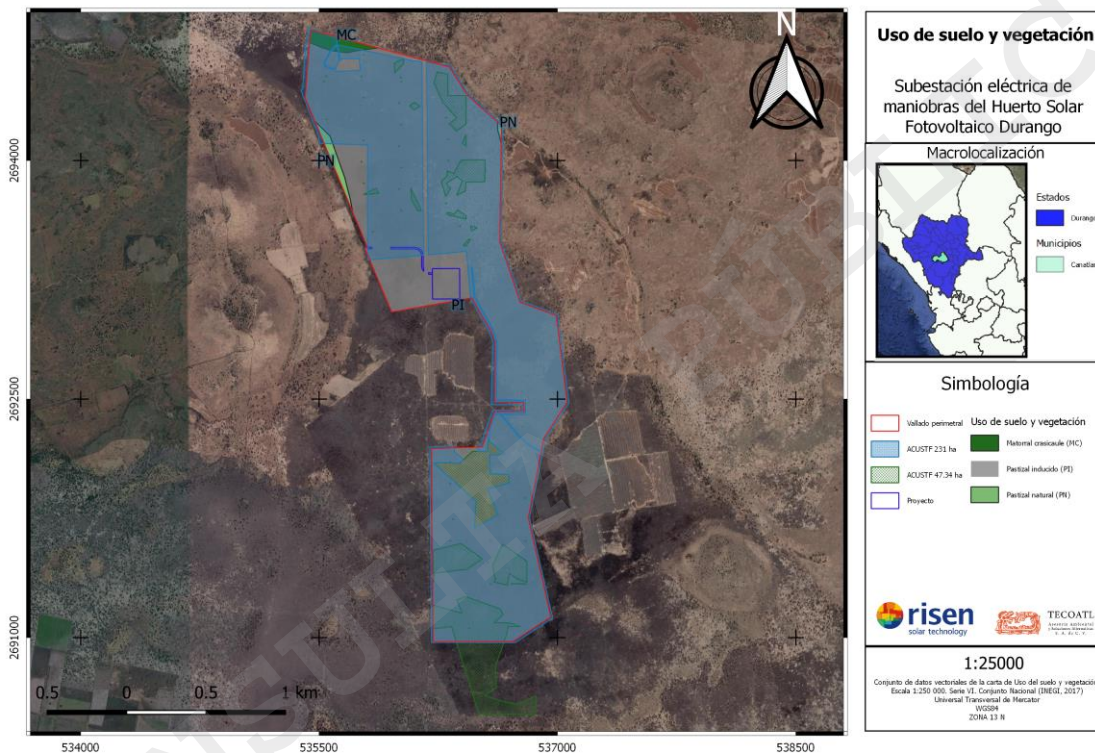 Uso de suelo y vegetación
Subestación eléctrica de
maniobras del Huerto Solar
Fotovoltaico Durango
Macrolocalización
Estados
Durango
Municipios
Canatlán
Simbología
Vallado perimetral
ACUSTF 231 ha
ACUSTF 47.34 ha
Proyecto
Uso de suelo y vegetación
Matorral crasicaule (MC)
Pastizal inducido (PI)
Pastizal natural (PN)
risen
solar technology
TECOATL
1:25000
Conjunto de datos vectoriales de la carta de Uso del suelo y vegetación
Escala 1:250 000. Serie VI. Conjunto Nacional (INEGI, 2017)
Universal Transversal de Mercator
WGS84
ZONA 13 N
N
MC
PN
PN
PI
2694000
2692500
2691000
0.5 0 0.5 1 km
534000 535500 537000 538500